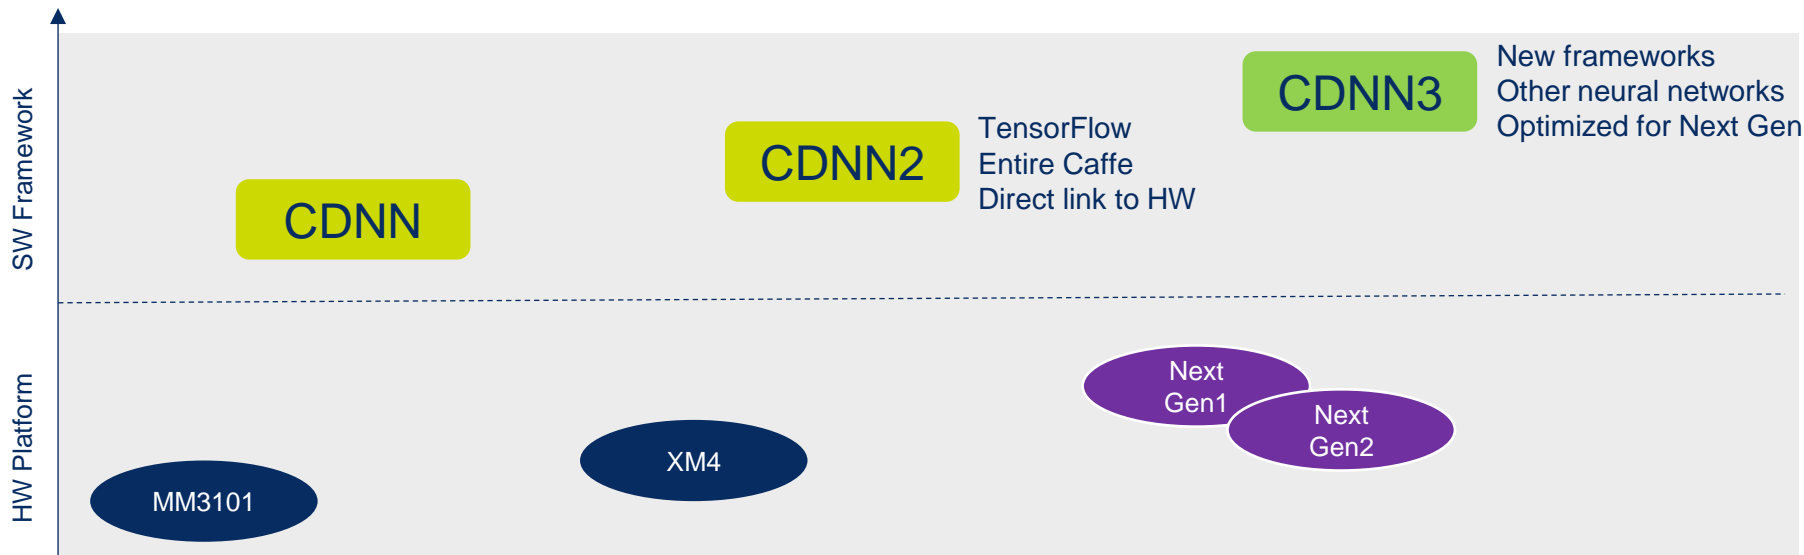 SW Framework
CDNN
CDNN2
TensorFlow
Entire Caffe
Direct link to HW
CDNN3
New frameworks
Other neural networks
Optimized for Next Gen
HW Platform
MM3101
XM4
Next
Gen1
Next
Gen2